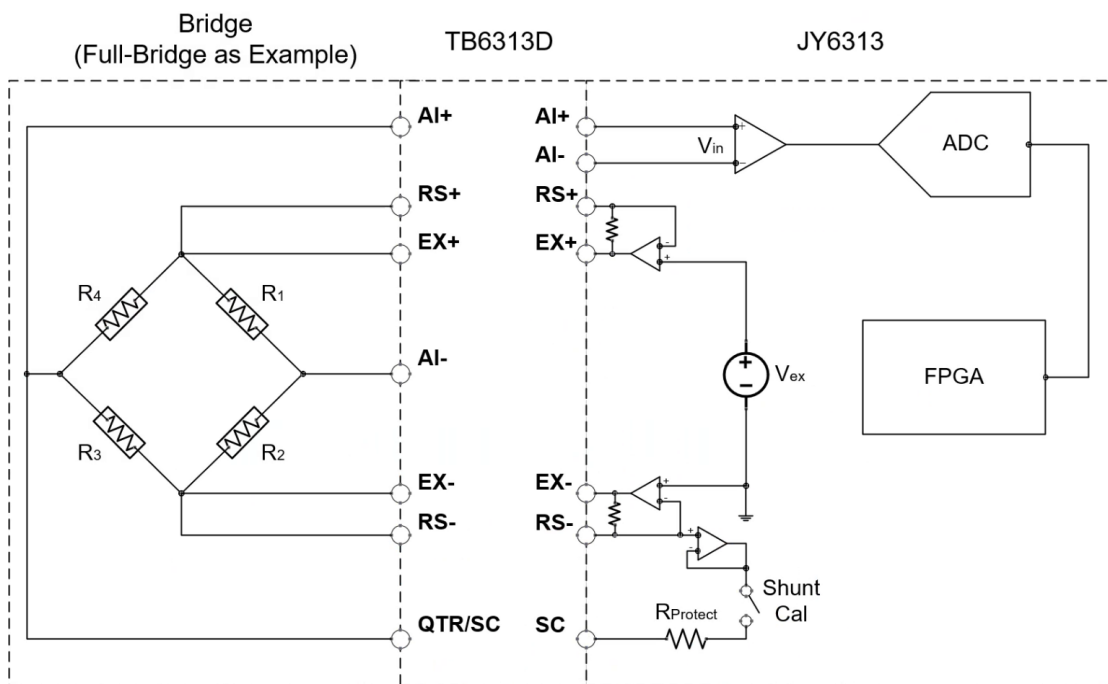 Bridge
(Full-Bridge as Example)
TB6313D
JY6313
AI+
AI+
AI-
Vin
+
-
ADC
RS+
RS+
EX+
EX+
-
+
R4
R1
AI-
+
-
Vex
FPGA
R3
R2
EX-
EX-
+
-
RS-
RS-
+
-
Shunt
Cal
RProtect
QTR/SC
SC